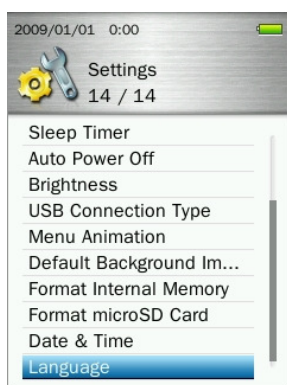 2009/01/01 0:00
Settings
14 / 14
Sleep Timer
Auto Power Off
Brightness
USB Connection Type
Menu Animation
Default Background Im...
Format Internal Memory
Format microSD Card
Date & Time
Language